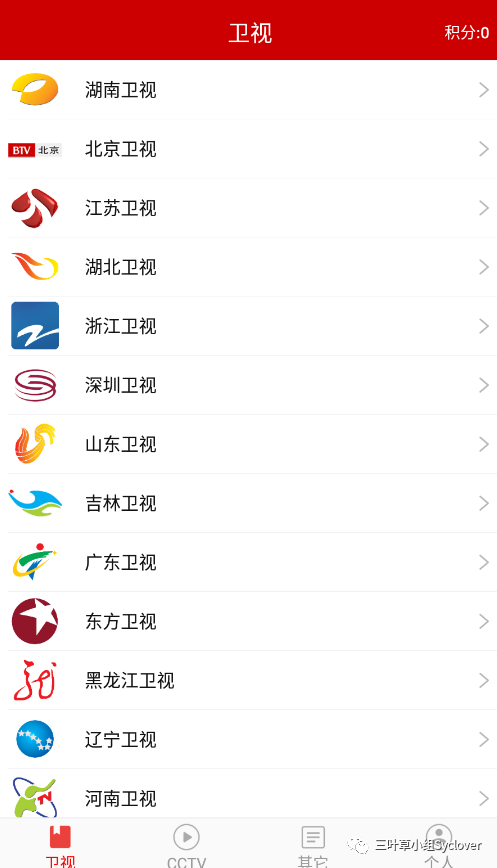 卫视
积分:0
湖南卫视
BTV 北京
北京卫视
江苏卫视
湖北卫视
浙江卫视
深圳卫视
山东卫视
吉林卫视
广东卫视
东方卫视
黑龙江卫视
辽宁卫视
河南卫视
卫视
CCTV
其它
个人
三叶草小组Syclover